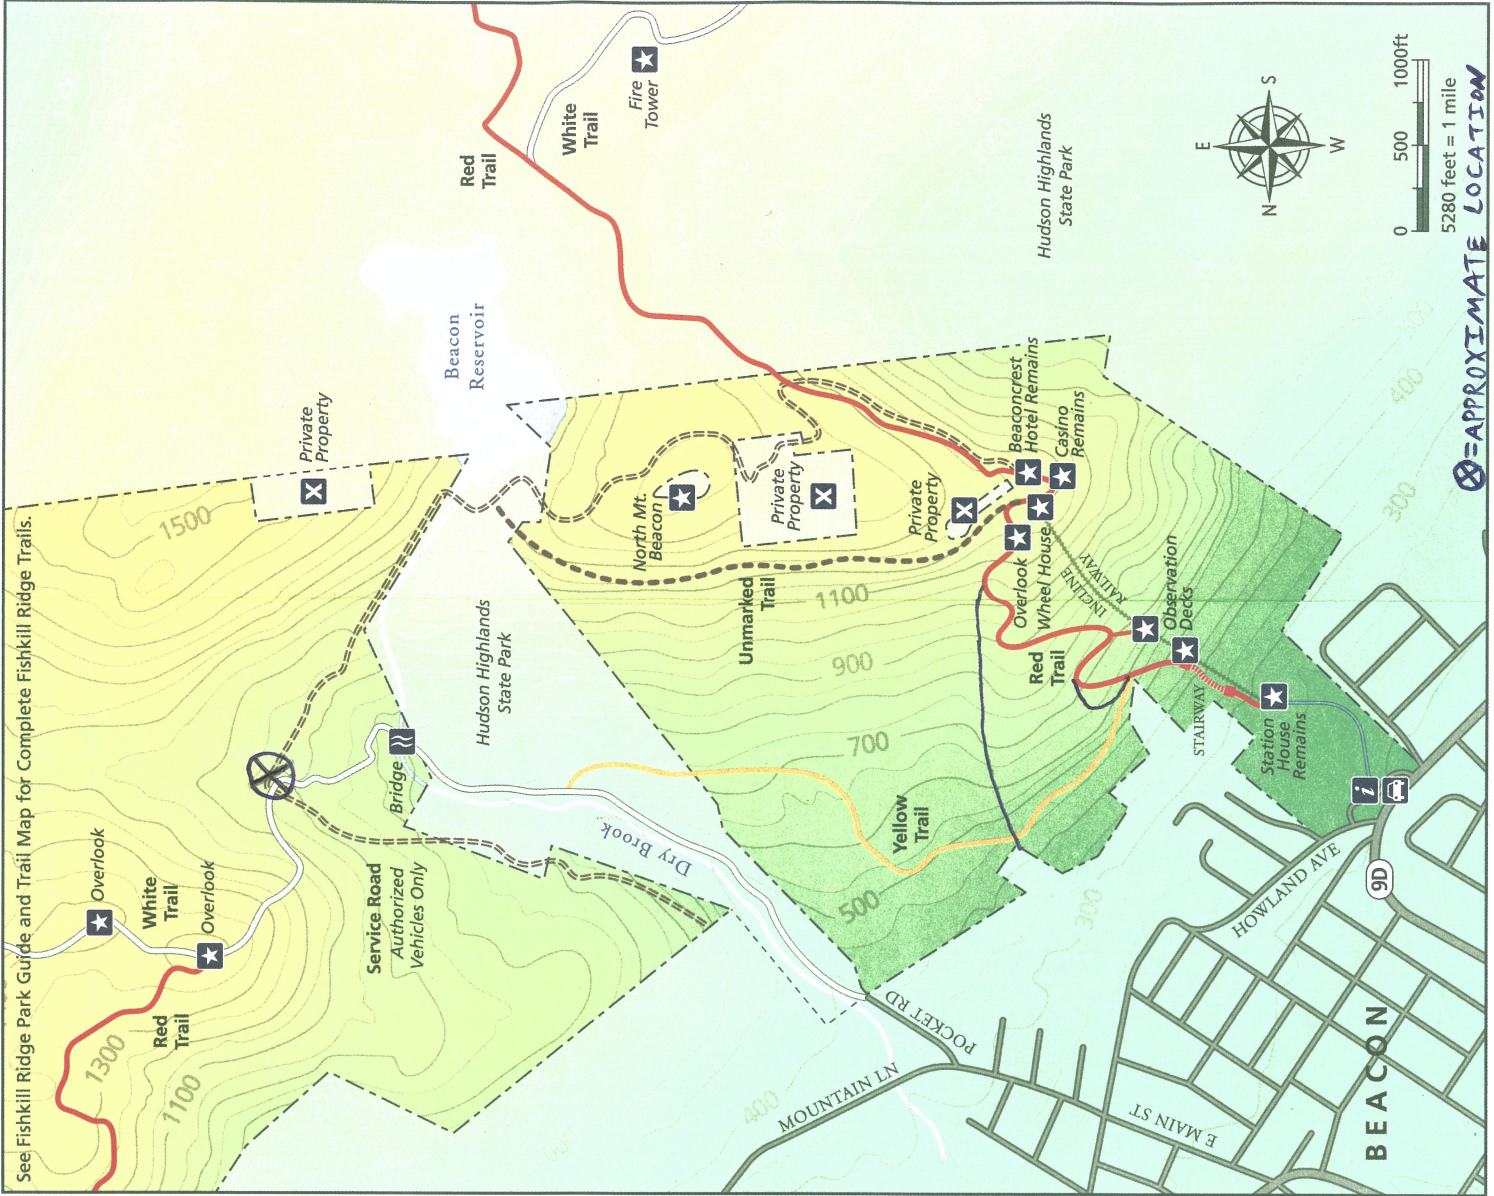 See Fishkill Ridge Park Guide and Trail Map for Complete Fishkill Ridge Trails.
1500
Private
Property
Beacon
Reservoir
Red
Trail
White
Trail
Fire
Tower
Hudson Highlands
State Park
E
N
S
W
0
500
1000ft
5280 feet = 1 mile
=APPROXIMATE LOCATION
Overlook
White
Trail
Overlook
Red
Trail
1300
1100
Service Road
Authorized
Vehicles Only
Bridge
Dry Brook
Hudson Highlands
State Park
North Mt.
Beacon
Private
Property
Private
Property
Unmarked
Trail
1100
900
700
500
Yellow
Trail
Beaconcrest
Hotel Remains
Casino
Remains
Overlook
Wheel House
INCLINE
RAILWAY
Red
Trail
Observation
Decks
STAIRWAY
Station
House
Remains
i
9D
HOWLAND AVE
POCKET RD
MOUNTAIN LN
E MAIN ST
BEACON
400
300
300
400
500